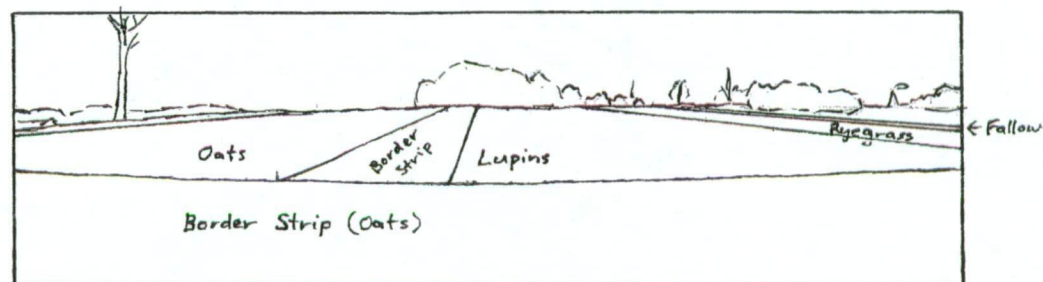 ← Fallow
Ryegrass
Oats
Border
Strip
Lupins
Border Strip (Oats)